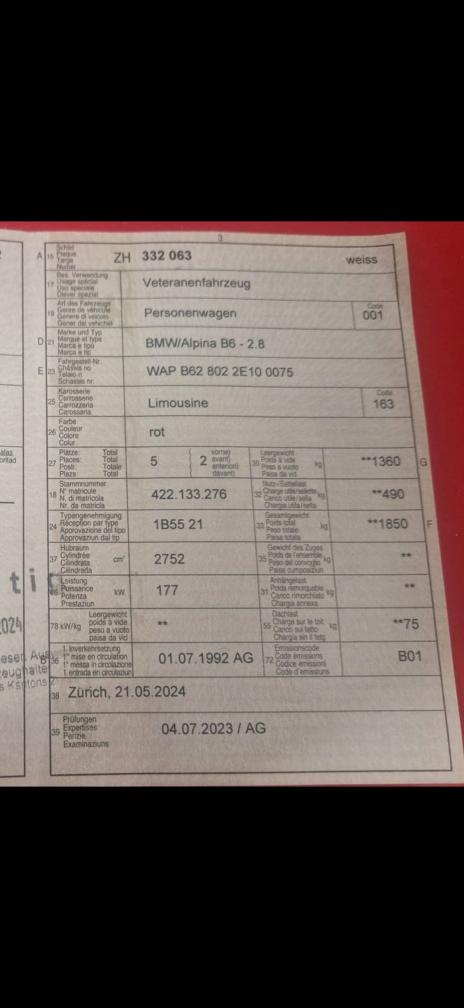 3
A 15 Schild Plaque Targa Numer ZH 332 063 weiss
17 Bes. Verwendung Usage spécial Uso speciale Diever spezial Veteranenfahrzeug
19 Art des Fahrzeugs Genre de véhicule Genere di veicolo Gener dal vehichel Personenwagen Code 001
D 21 Marke und Typ Marque et type Marca e tipo Marca e tip BMW/Alpina B6 - 2.8
E 23 Fahrgestell-Nr. Châssis no Telaio n. Schassis nr. WAP B62 802 2E10 0075
25 Karosserie Carrosserie Carrozzeria Carossaria Limousine Code 163
26 Farbe Couleur Colore Colur rot
27 Plätze: Places: Posti: Plazs: Total Total Totale Total 5 2 vorne) avant) anteriori) davant) 30 Leergewicht Poids à vide Peso a vuoto Paisa da vid kg **1360 G
18 Stammnummer N° matricule N. di matricola Nr. da matricla 422.133.276 32 Nutz-/Sattellast Charge utile/sellette Carico utile/sella Chargia utila/sella kg **490
24 Typengenehmigung Réception par type Approvazione del tipo Approvaziun dal tip 1B55 21 33 Gesamtgewicht Poids total Peso totale Paisa totala kg **1850 F
37 Hubraum Cylindrée Cilindrata Cilindrada cm³ 2752 35 Gewicht des Zuges Poids de l'ensemble Peso del convoglio Paisa cumposiziun **
Leistung Puissance Potenza Prestaziun kW 177 31 Anhängelast Poids remorquable Carico rimorchiato Chargia annexa **
78 kW/kg Leergewicht poids à vide peso a vuoto paisa da vid ** 55 Dachlast Charge sur le toit Carico sul tetto Chargia sin il tetg kg **75
36 1. Inverkehrsetzung 1ʳᵉ mise en circulation 1ª messa in circolazione 1. entrada en circulaziun 01.07.1992 AG 72 Emissionscode Code émissions Codice emissioni Code d'emissiuns B01
38 Zürich, 21.05.2024
39 Prüfungen Expertises Perizie Examinaziuns 04.07.2023 / AG